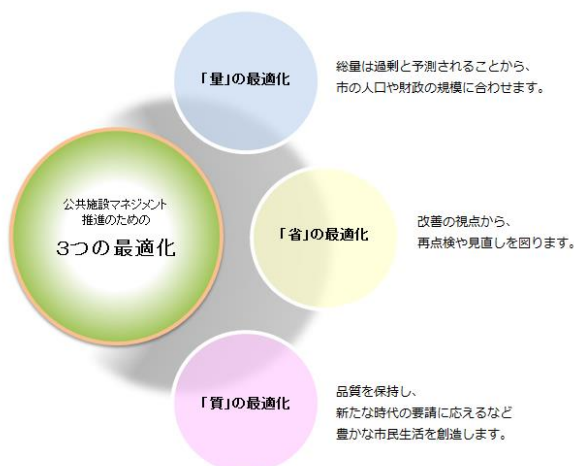 「量」の最適化
総量は過剰と予測されることから、
市の人口や財政の規模に合わせます。
公共施設マネジメント
推進のための
3つの最適化
「省」の最適化
改善の視点から、
再点検や見直しを図ります。
「質」の最適化
品質を保持し、
新たな時代の要請に応えるなど
豊かな市民生活を創造します。